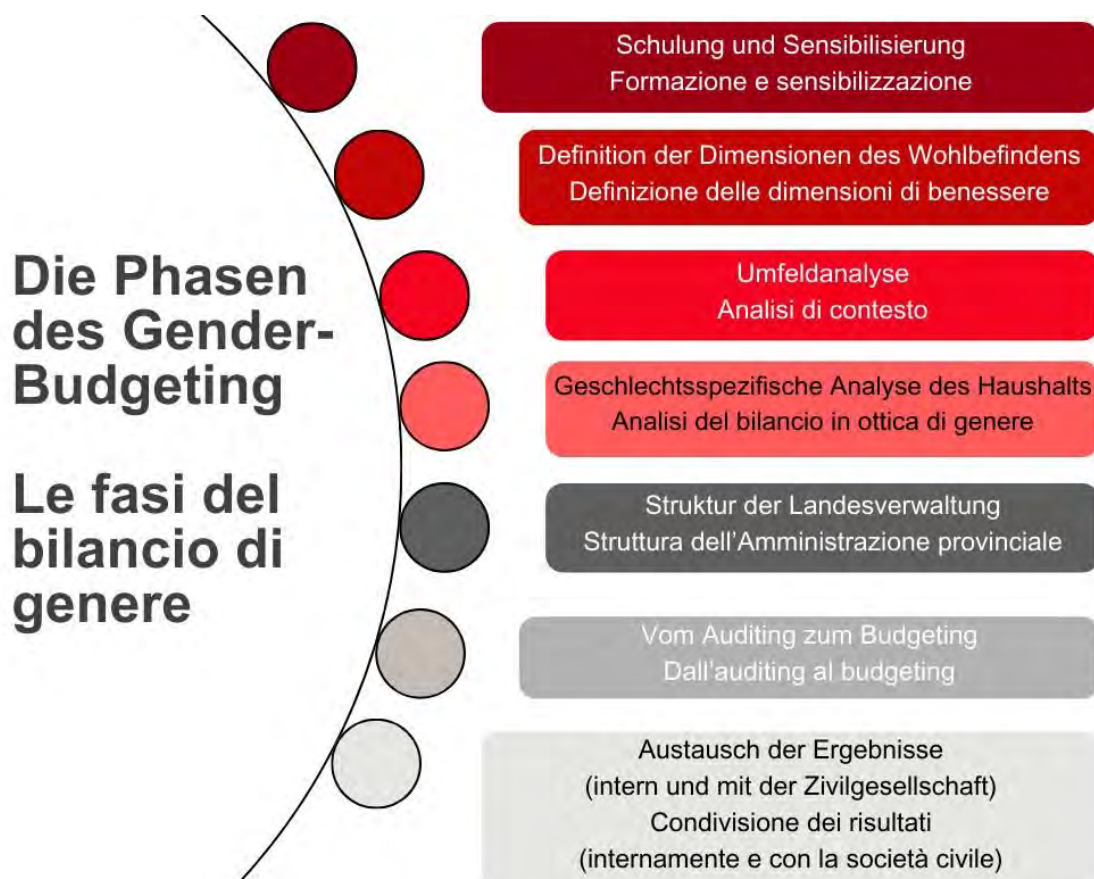 Die Phasen
des Gender-
Budgeting
Le fasi del
bilancio di
genere
Schulung und Sensibilisierung
Formazione e sensibilizzazione
Definition der Dimensionen des Wohlbefindens
Definizione delle dimensioni di benessere
Umfeldanalyse
Analisi di contesto
Geschlechtsspezifische Analyse des Haushalts
Analisi del bilancio in ottica di genere
Struktur der Landesverwaltung
Struttura dell’Amministrazione provinciale
Vom Auditing zum Budgeting
Dall’auditing al budgeting
Austausch der Ergebnisse
(intern und mit der Zivilgesellschaft)
Condivisione dei risultati
(internamente e con la società civile)